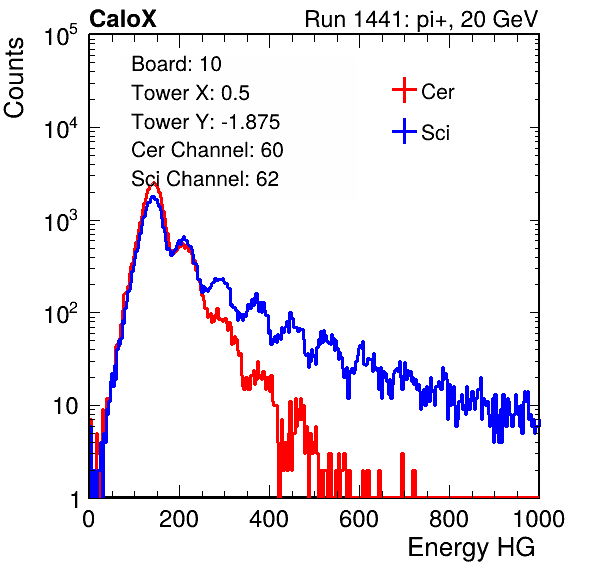 CaloX Run 1441: pi+, 20 GeV
Counts
Board: 10
Tower X: 0.5
Tower Y: -1.875
Cer Channel: 60
Sci Channel: 62
Cer
Sci
10^5
10^4
10^3
10^2
10
1
0 200 400 600 800 1000
Energy HG